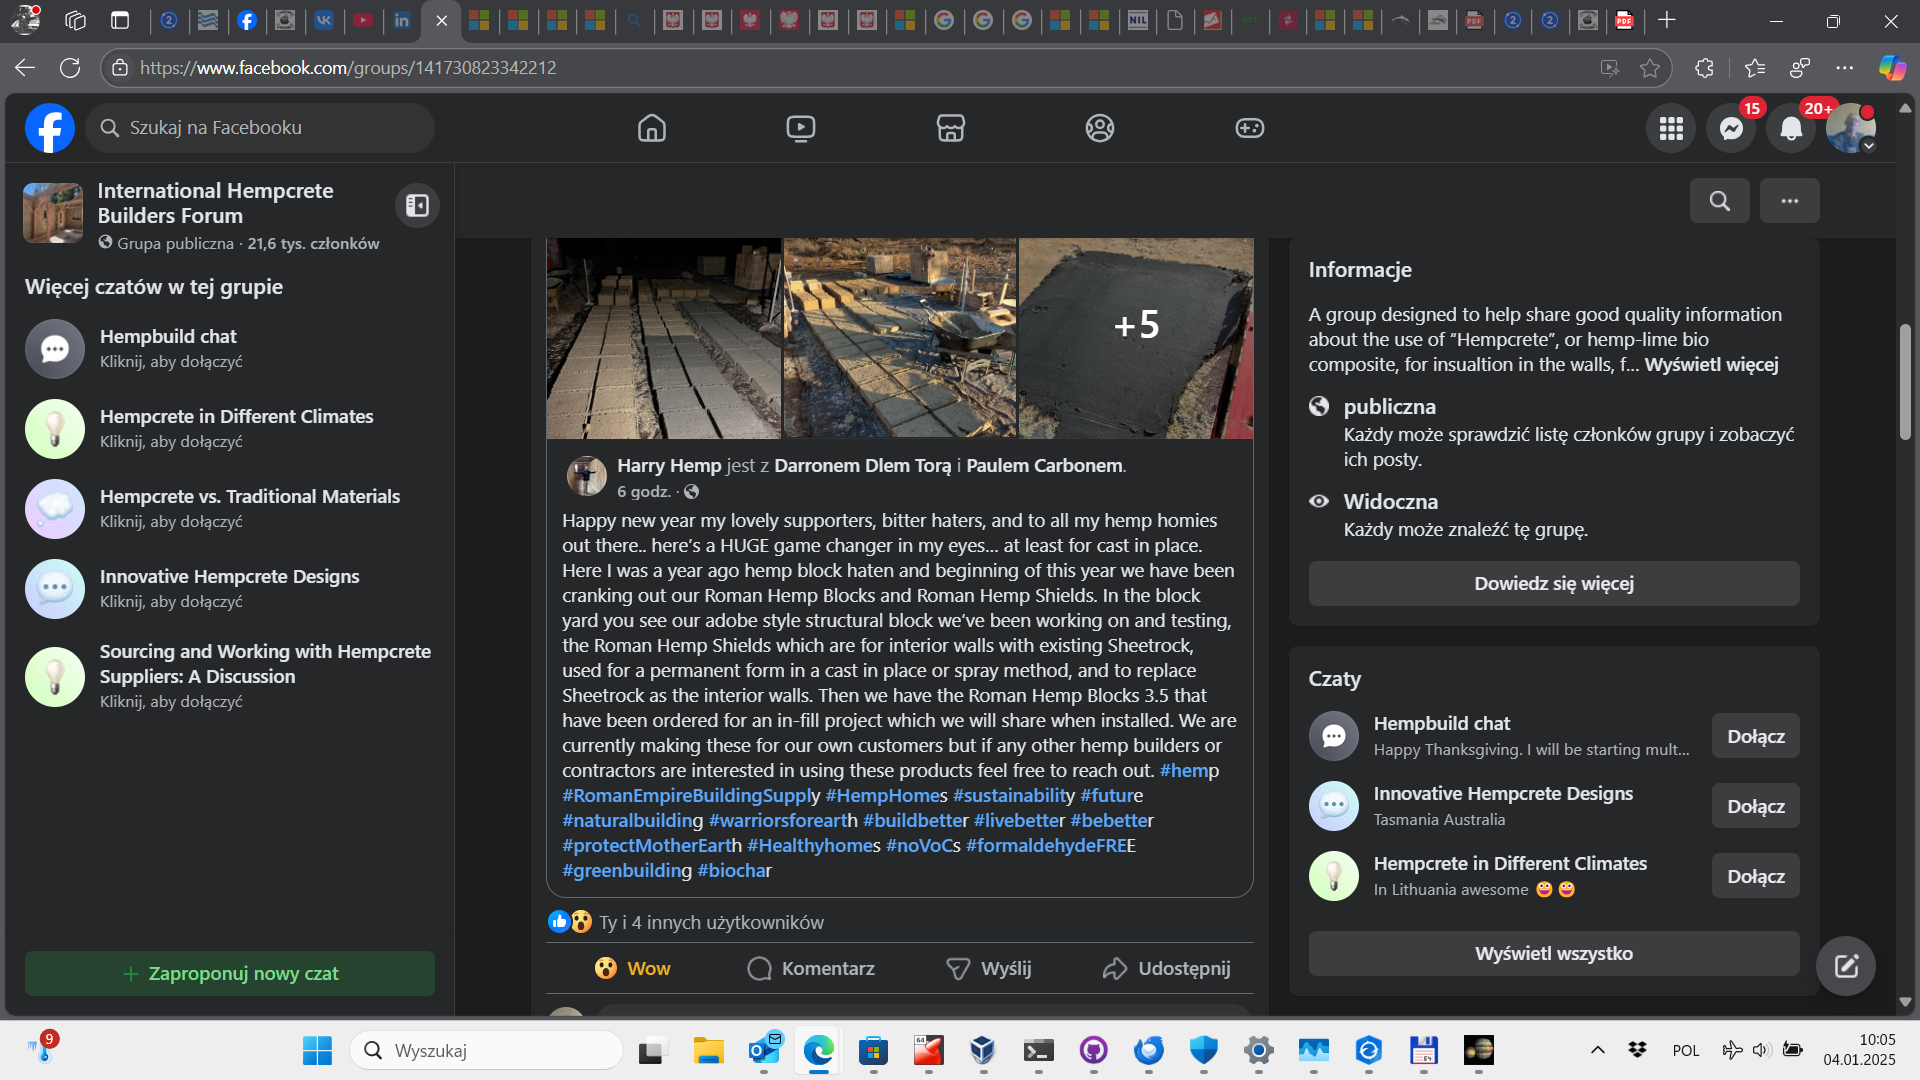 https://www.facebook.com/groups/141730823342212
Szukaj na Facebooku
15
20+
International Hempcrete
Builders Forum
Grupa publiczna · 21,6 tys. członków
Więcej czatów w tej grupie
Hempbuild chat
Kliknij, aby dołączyć
Hempcrete in Different Climates
Kliknij, aby dołączyć
Hempcrete vs. Traditional Materials
Kliknij, aby dołączyć
Innovative Hempcrete Designs
Kliknij, aby dołączyć
Sourcing and Working with Hempcrete
Suppliers: A Discussion
Kliknij, aby dołączyć
Zaproponuj nowy czat
+5
Harry Hemp jest z Darronem Dlem Torą i Paulem Carbonem.
6 godz. ·
Happy new year my lovely supporters, bitter haters, and to all my hemp homies
out there.. here’s a HUGE game changer in my eyes... at least for cast in place.
Here I was a year ago hemp block haten and beginning of this year we have been
cranking out our Roman Hemp Blocks and Roman Hemp Shields. In the block
yard you see our adobe style structural block we’ve been working on and testing,
the Roman Hemp Shields which are for interior walls with existing Sheetrock,
used for a permanent form in a cast in place or spray method, and to replace
Sheetrock as the interior walls. Then we have the Roman Hemp Blocks 3.5 that
have been ordered for an in-fill project which we will share when installed. We are
currently making these for our own customers but if any other hemp builders or
contractors are interested in using these products feel free to reach out. #hemp
#RomanEmpireBuildingSupply #HempHomes #sustainability #future
#naturalbuilding #warriorsforearth #buildbetter #livebetter #bebetter
#protectMotherEarth #Healthyhomes #noVoCs #formaldehydeFREE
#greenbuilding #biochar
Ty i 4 innych użytkowników
Wow
Komentarz
Wyślij
Udostępnij
Informacje
A group designed to help share good quality information
about the use of “Hempcrete”, or hemp-lime bio
composite, for insualtion in the walls, f... Wyświetl więcej
publiczna
Każdy może sprawdzić listę członków grupy i zobaczyć
ich posty.
Widoczna
Każdy może znaleźć tę grupę.
Dowiedz się więcej
Czaty
Hempbuild chat
Happy Thanksgiving. I will be starting mult...
Dołącz
Innovative Hempcrete Designs
Tasmania Australia
Dołącz
Hempcrete in Different Climates
In Lithuania awesome
Dołącz
Wyświetl wszystko
9
Wyszukaj
POL
10:05
04.01.2025